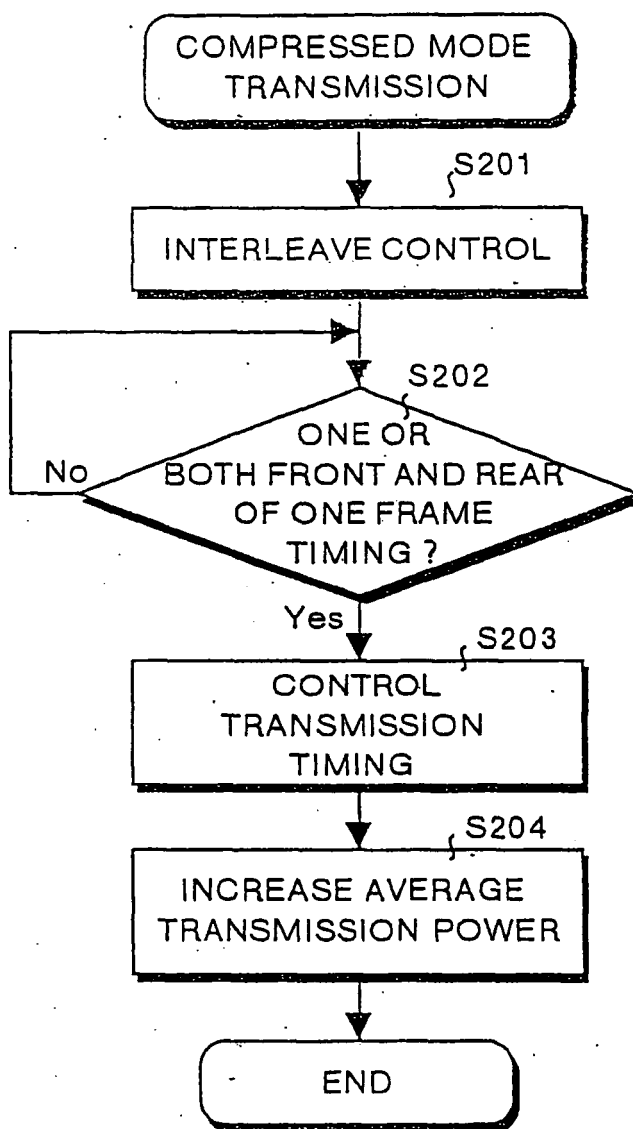 COMPRESSED MODE
TRANSMISSION
S201
INTERLEAVE CONTROL
S202
ONE OR
BOTH FRONT AND REAR
OF ONE FRAME
TIMING ?
No
Yes
S203
CONTROL
TRANSMISSION
TIMING
S204
INCREASE AVERAGE
TRANSMISSION POWER
END